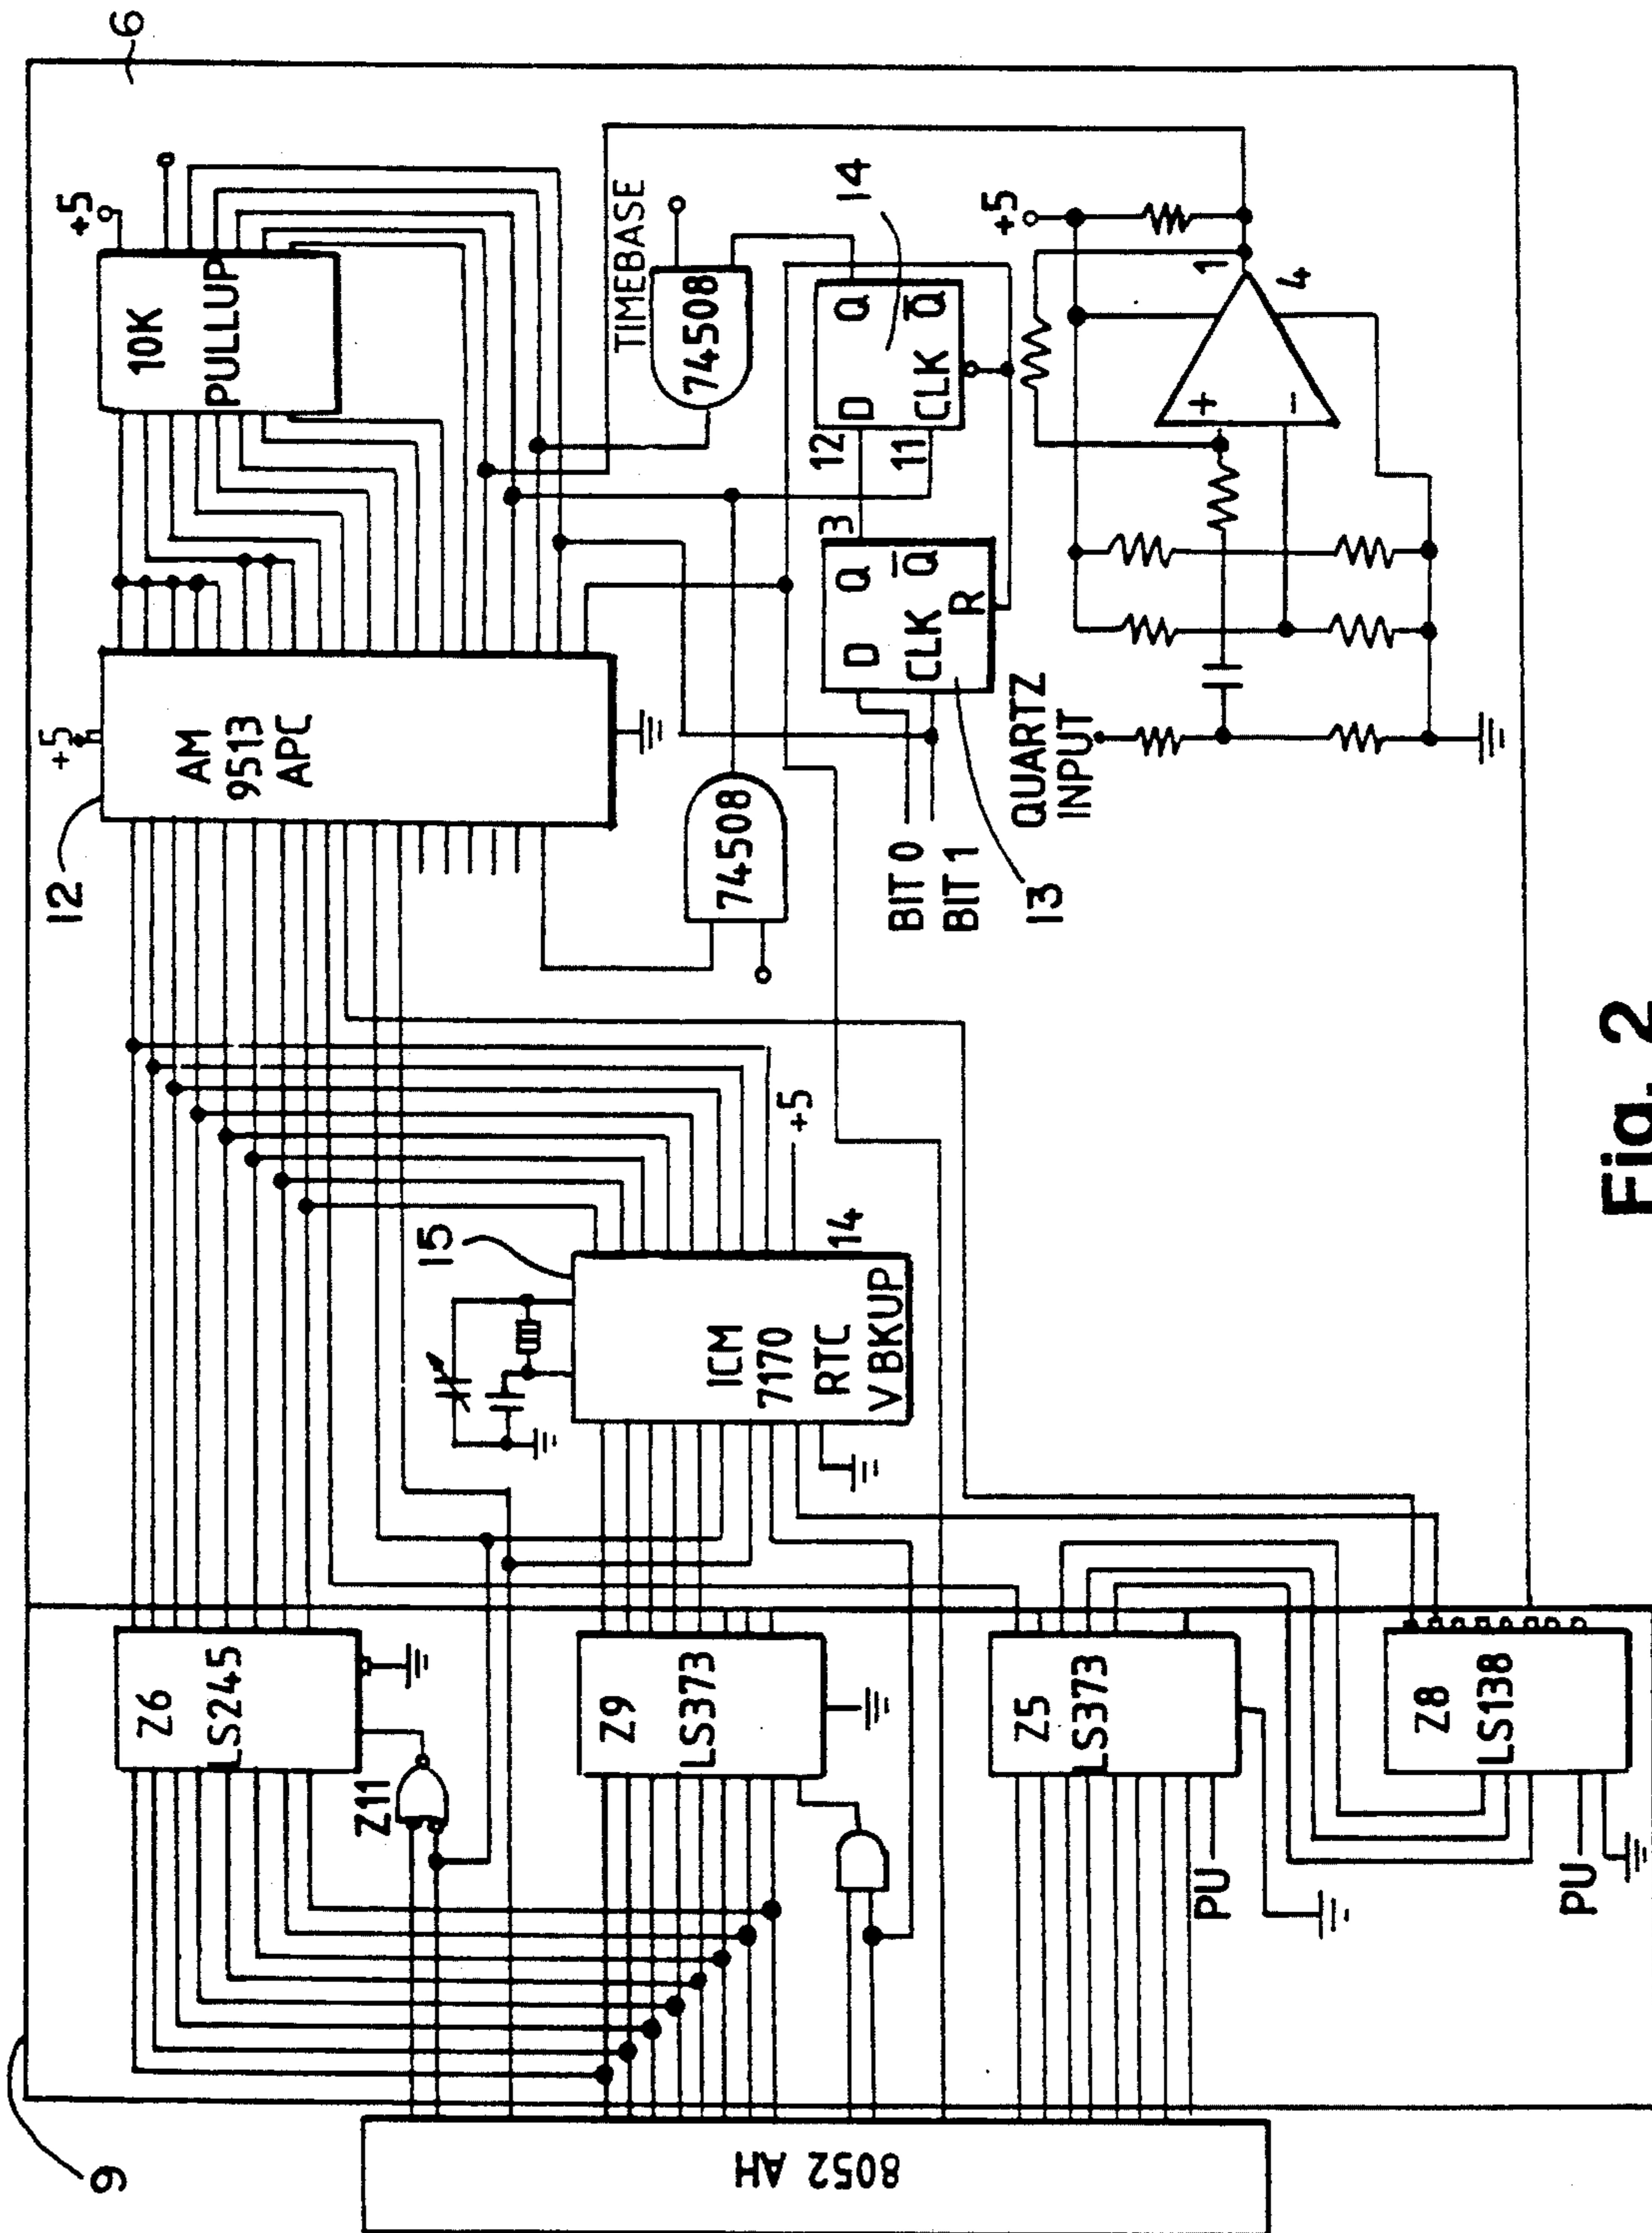 6
+5
10K
PULLUP
+5
AM
9513
APC
12
TIMEBASE
74508
14
D
Q
CLK
Q̅
12
11
3
D
Q
CLK
Q̅
R
13
BIT 0
BIT 1
74508
QUARTZ
INPUT
+5
1
4
+
−
15
ICM
7170
RTC
V BKUP
14
+5
Z6
LS245
Z11
Z9
LS373
Z5
LS373
PU
Z8
LS138
PU
9
8052 AH
Fig. 2